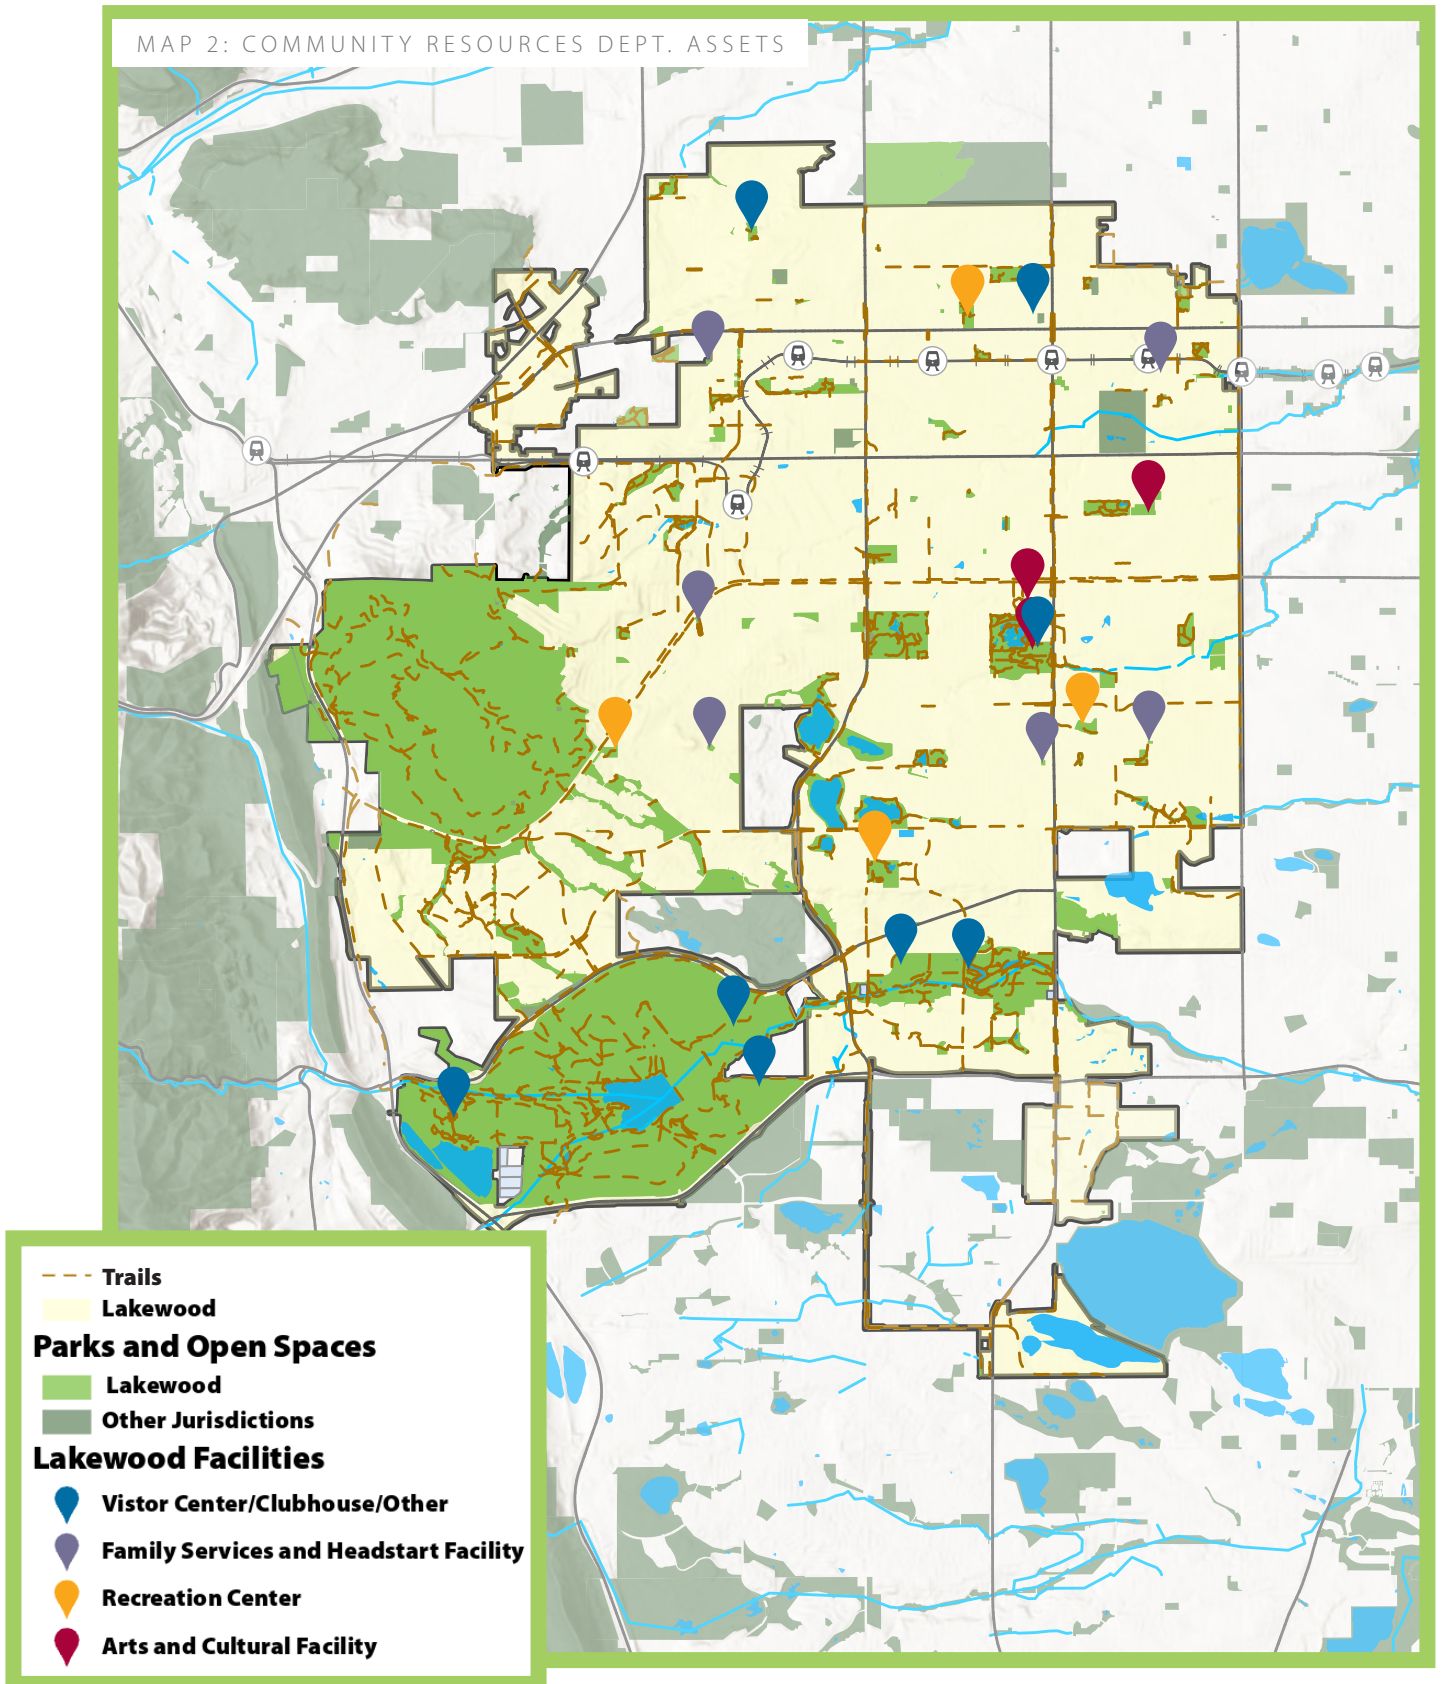 MAP 2: COMMUNITY RESOURCES DEPT. ASSETS
Trails
Lakewood
Parks and Open Spaces
Lakewood
Other Jurisdictions
Lakewood Facilities
Vistor Center/Clubhouse/Other
Family Services and Headstart Facility
Recreation Center
Arts and Cultural Facility